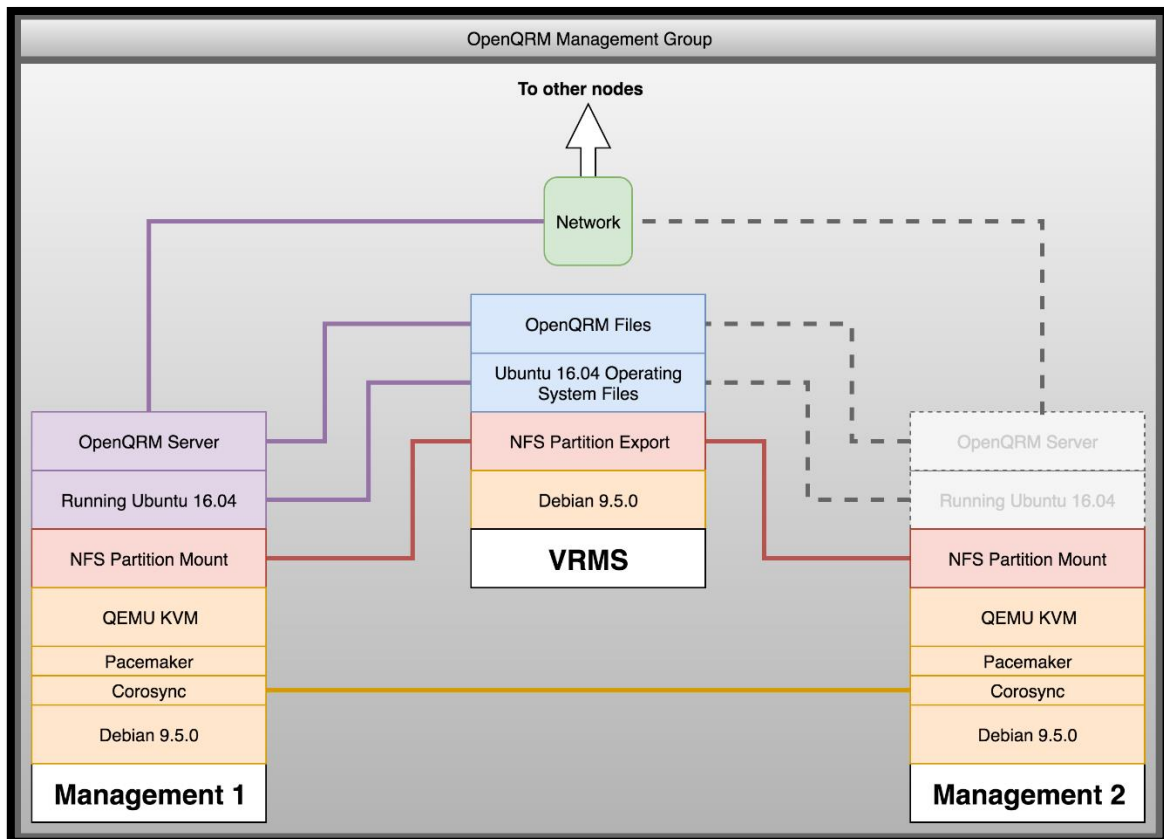 OpenQRM Management Group
To other nodes
Network
OpenQRM Files
Ubuntu 16.04 Operating
System Files
NFS Partition Export
Debian 9.5.0
VRMS
OpenQRM Server
Running Ubuntu 16.04
NFS Partition Mount
QEMU KVM
Pacemaker
Corosync
Debian 9.5.0
Management 1
OpenQRM Server
Running Ubuntu 16.04
NFS Partition Mount
QEMU KVM
Pacemaker
Corosync
Debian 9.5.0
Management 2